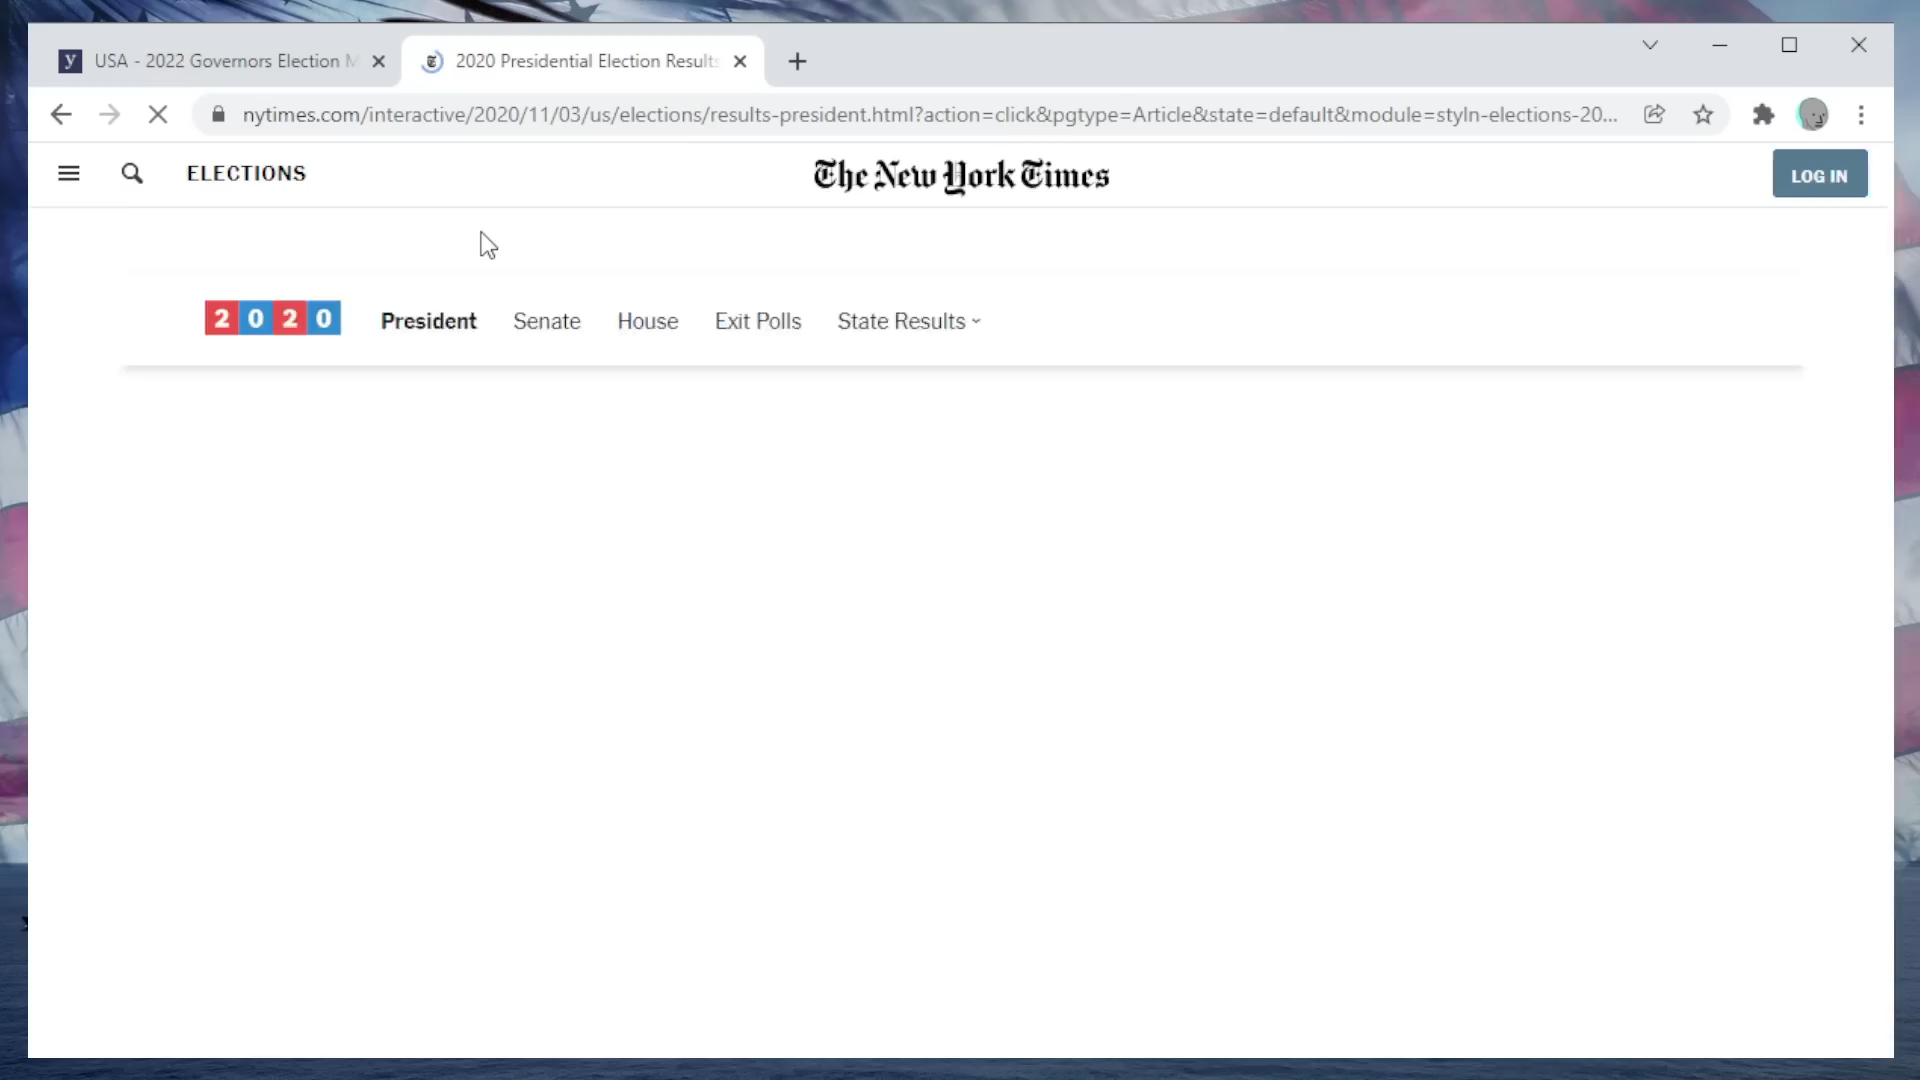 USA - 2022 Governors Election M
2020 Presidential Election Results
nytimes.com/interactive/2020/11/03/us/elections/results-president.html?action=click&pgtype=Article&state=default&module=styln-elections-20...
ELECTIONS
The New York Times
LOG IN
2020
President
Senate
House
Exit Polls
State Results